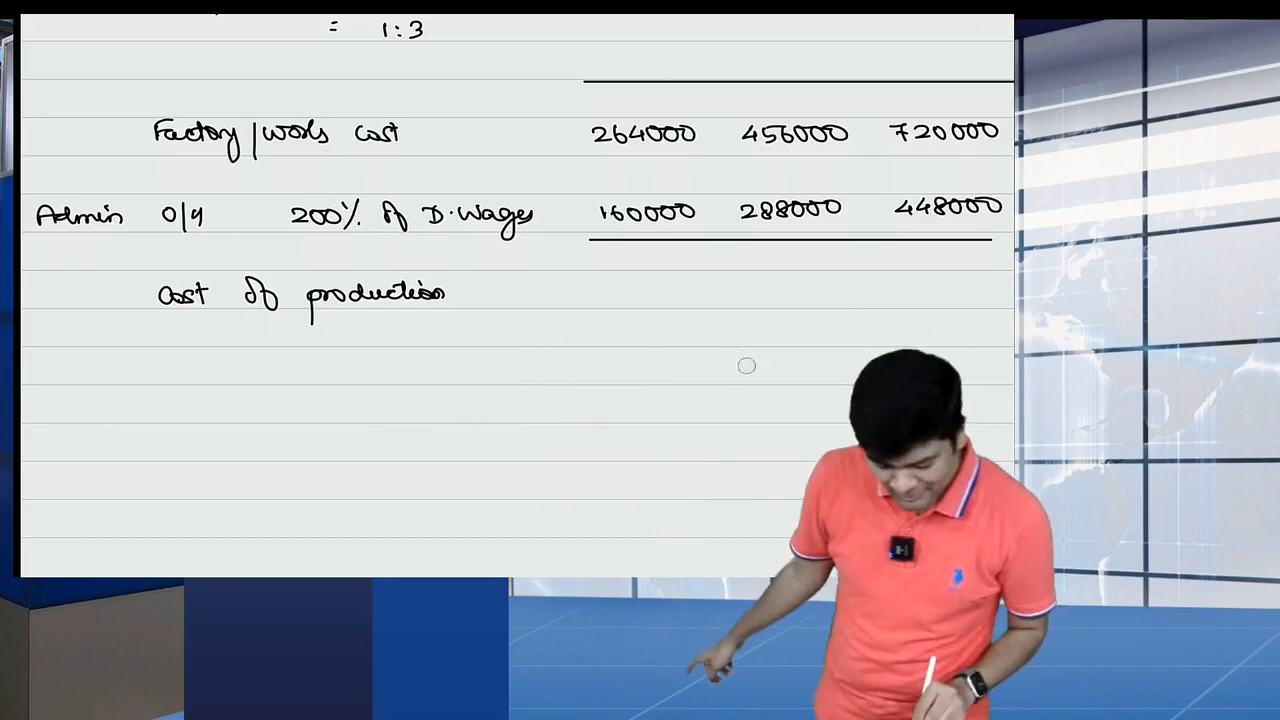 = 1:3
Factory/works cost 264000 456000 720000
Admin O/H 200% of D.Wages 160000 288000 448000
cost of production